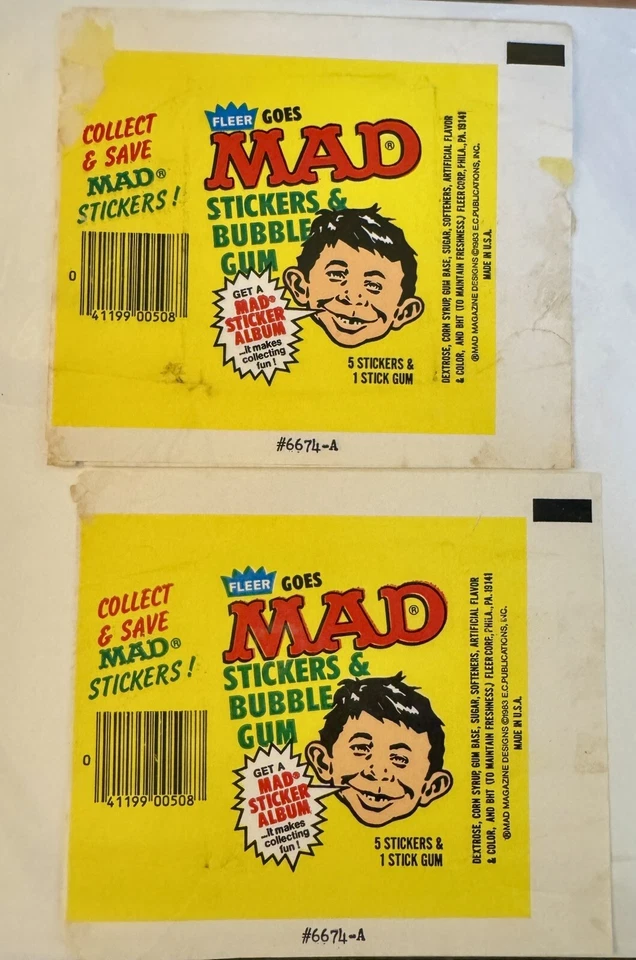 COLLECT
& SAVE
MAD®
STICKERS!
0
41199 00508
FLEER GOES
MAD®
STICKERS &
BUBBLE
GUM
GET A
MAD®
STICKER
ALBUM
...it makes
collecting
fun!
5 STICKERS &
1 STICK GUM
DEXTROSE, CORN SYRUP, GUM BASE, SUGAR, SOFTENERS, ARTIFICIAL FLAVOR
& COLOR, AND BHT (TO MAINTAIN FRESHNESS) FLEER CORP., PHILA., PA. 19141
®MAD MAGAZINE DESIGNS ©1983 E.C. PUBLICATIONS, INC.
MADE IN U.S.A.
#6674-A
COLLECT
& SAVE
MAD®
STICKERS!
0
41199 00508
FLEER GOES
MAD®
STICKERS &
BUBBLE
GUM
GET A
MAD®
STICKER
ALBUM
...it makes
collecting
fun!
5 STICKERS &
1 STICK GUM
DEXTROSE, CORN SYRUP, GUM BASE, SUGAR, SOFTENERS, ARTIFICIAL FLAVOR
& COLOR, AND BHT (TO MAINTAIN FRESHNESS) FLEER CORP., PHILA., PA. 19141
®MAD MAGAZINE DESIGNS ©1983 E.C. PUBLICATIONS, INC.
MADE IN U.S.A.
#6674-A